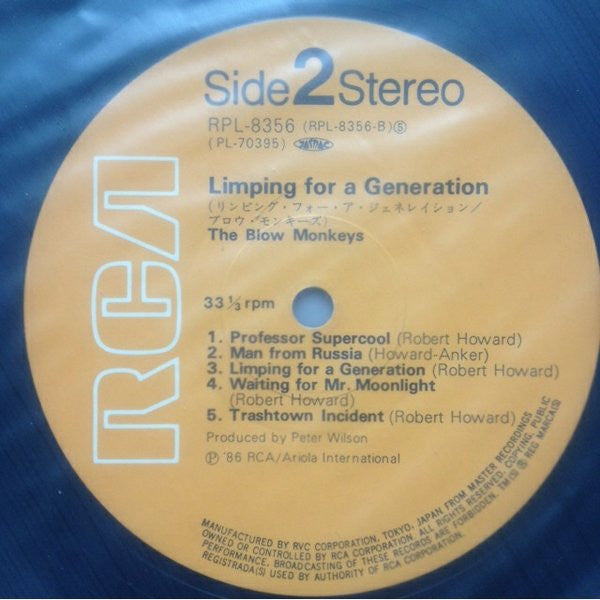 Side 2 Stereo
RPL-8356 (RPL-8356-B)Ⓢ
(PL-70395) JASRAC
RCA
Limping for a Generation
(リンピング・フォー・ア・ジェネレイション/
ブロウ・モンキーズ)
The Blow Monkeys
33 1/3 rpm
1. Professor Supercool (Robert Howard)
2. Man from Russia (Howard-Anker)
3. Limping for a Generation (Robert Howard)
4. Waiting for Mr. Moonlight
(Robert Howard)
5. Trashtown Incident (Robert Howard)
Produced by Peter Wilson
Ⓟ '86 RCA/Ariola International
MANUFACTURED BY RVC CORPORATION, TOKYO, JAPAN FROM MASTER RECORDINGS
OWNED OR CONTROLLED BY RCA CORPORATION. ALL RIGHTS RESERVED. COPYING, PUBLIC
PERFORMANCE, BROADCASTING OF THESE RECORDS ARE FORBIDDEN. TM(S) ® REG MARCA(S)
REGISTRADA(S) USED BY AUTHORITY OF RCA CORPORATION.